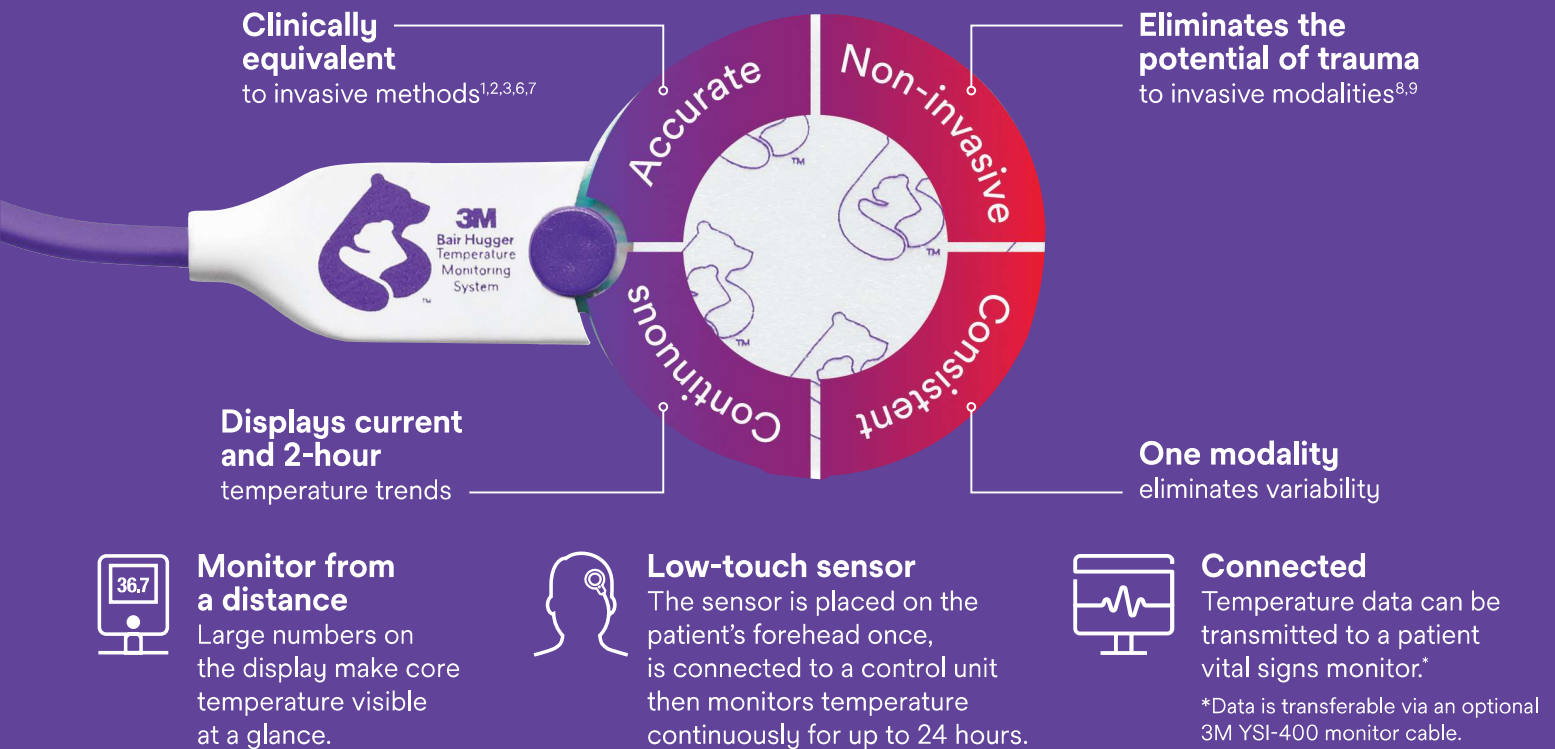 Clinically
equivalent
to invasive methods1,2,3,6,7
Eliminates the
potential of trauma
to invasive modalities8,9
Accurate
Non-invasive
Continuous
Consistent
TM
TM
TM
3M
Bair Hugger
Temperature
Monitoring
System
TM
Displays current
and 2-hour
temperature trends
One modality
eliminates variability
36.7
Monitor from
a distance
Large numbers on
the display make core
temperature visible
at a glance.
Low-touch sensor
The sensor is placed on the
patient’s forehead once,
is connected to a control unit
then monitors temperature
continuously for up to 24 hours.
Connected
Temperature data can be
transmitted to a patient
vital signs monitor.*
*Data is transferable via an optional
3M YSI-400 monitor cable.